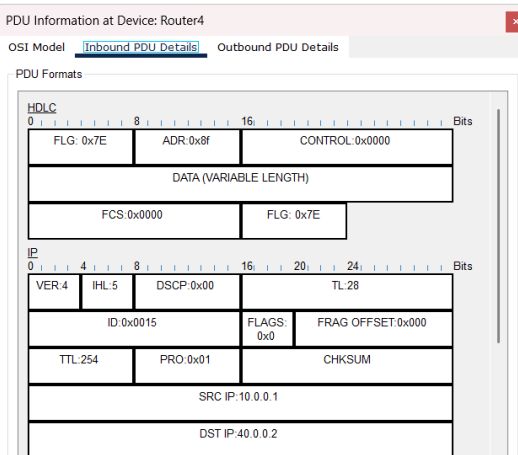 PDU Information at Device: Router4
OSI Model Inbound PDU Details Outbound PDU Details
PDU Formats
HDLC
0 8 16 Bits
FLG: 0x7E ADR:0x8f CONTROL:0x0000
DATA (VARIABLE LENGTH)
FCS:0x0000 FLG: 0x7E
IP
0 4 8 16 20 24 Bits
VER:4 IHL:5 DSCP:0x00 TL:28
ID:0x0015 FLAGS: 0x0 FRAG OFFSET:0x000
TTL:254 PRO:0x01 CHKSUM
SRC IP:10.0.0.1
DST IP:40.0.0.2